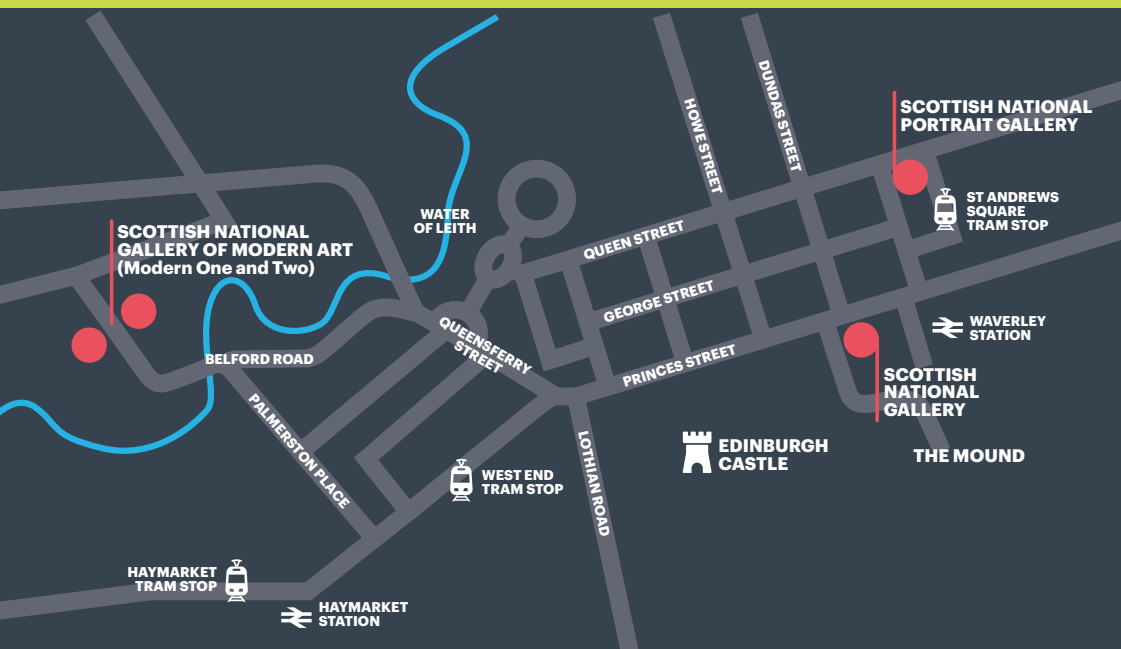 HOWE STREET
DUNDAS STREET
SCOTTISH NATIONAL
PORTRAIT GALLERY
ST ANDREWS
SQUARE
TRAM STOP
WATER
OF LEITH
SCOTTISH NATIONAL
GALLERY OF MODERN ART
(Modern One and Two)
QUEEN STREET
GEORGE STREET
PRINCES STREET
WAVERLEY
STATION
QUEENSFERRY
STREET
BELFORD ROAD
SCOTTISH
NATIONAL
GALLERY
PALMERSTON PLACE
LOTHIAN ROAD
EDINBURGH
CASTLE
THE MOUND
WEST END
TRAM STOP
HAYMARKET
TRAM STOP
HAYMARKET
STATION